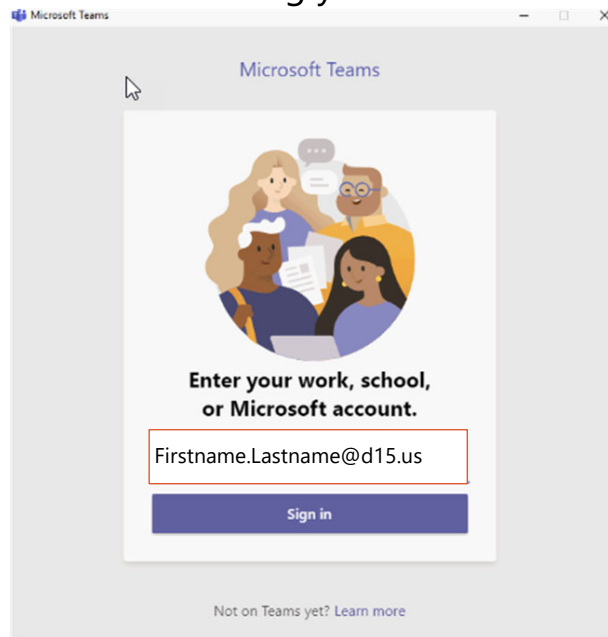 Microsoft Teams
Microsoft Teams
Enter your work, school,
or Microsoft account.
Firstname.Lastname@d15.us
Sign in
Not on Teams yet? Learn more